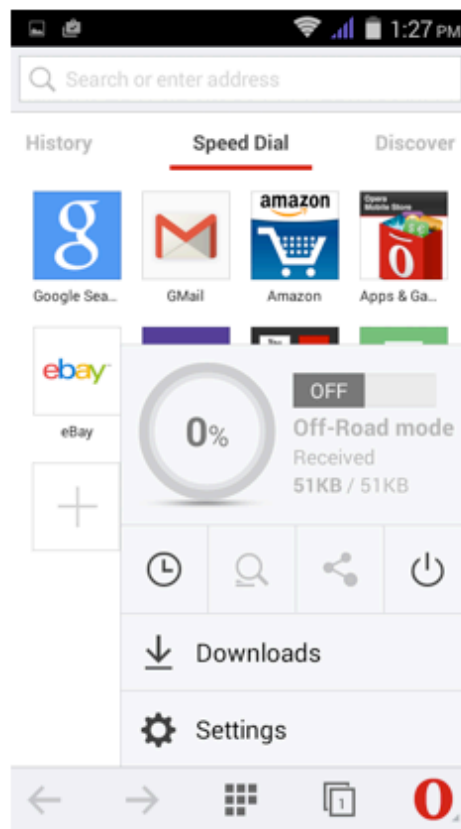 1:27 PM
Search or enter address
History Speed Dial Discover
amazon
Opera
Mobile Store
Google Sea... GMail Amazon Apps & Ga...
ebay
You
OFF
0%
Off-Road mode
eBay
Received
51KB / 51KB
Downloads
Settings
1